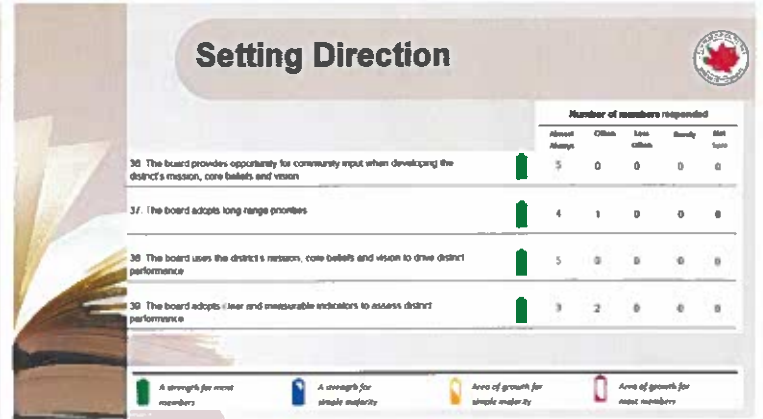 Setting Direction
Number of members responded
Almost Always Often Less often Rarely Not Sure
36. The board provides opportunity for community input when developing the
district's mission, core beliefs and vision
5 0 0 0 0
37. The board adopts long range priorities
4 1 0 0 0
38. The board uses the district's mission, core beliefs and vision to drive district
performance
5 0 0 0 0
39. The board adopts clear and measurable indicators to assess district
performance
3 2 0 0 0
A strength for most
members
A strength for
simple majority
Area of growth for
simple majority
Area of growth for
most members